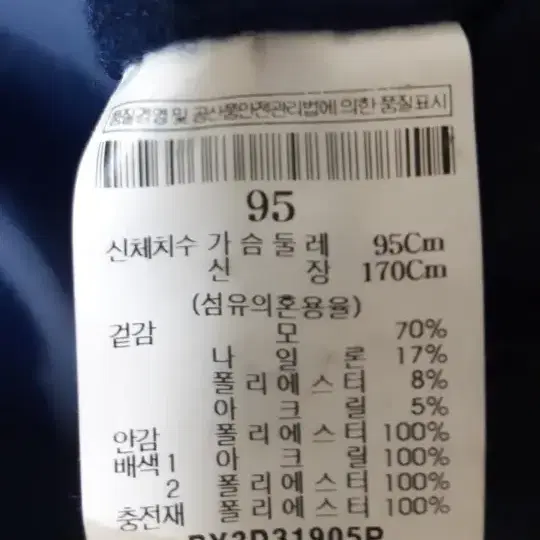 품질경영 및 공산품안전관리법에 의한 품질표시
95
신체치수 가슴둘레 95Cm
신장 170Cm
(섬유의혼용율)
겉감 모 70%
나일론 17%
폴리에스터 8%
아크릴 5%
안감 폴리에스터 100%
배색1 아크릴 100%
2 폴리에스터 100%
충전재 폴리에스터 100%